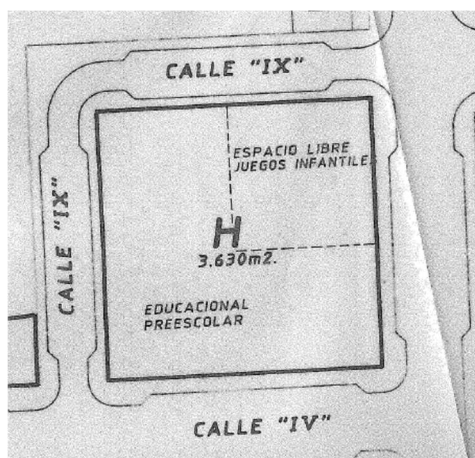 CALLE "IX"
ESPACIO LIBRE
JUEGOS INFANTILE
CALLE "IX"
H
3.630m2.
EDUCACIONAL
PREESCOLAR
CALLE "IV"